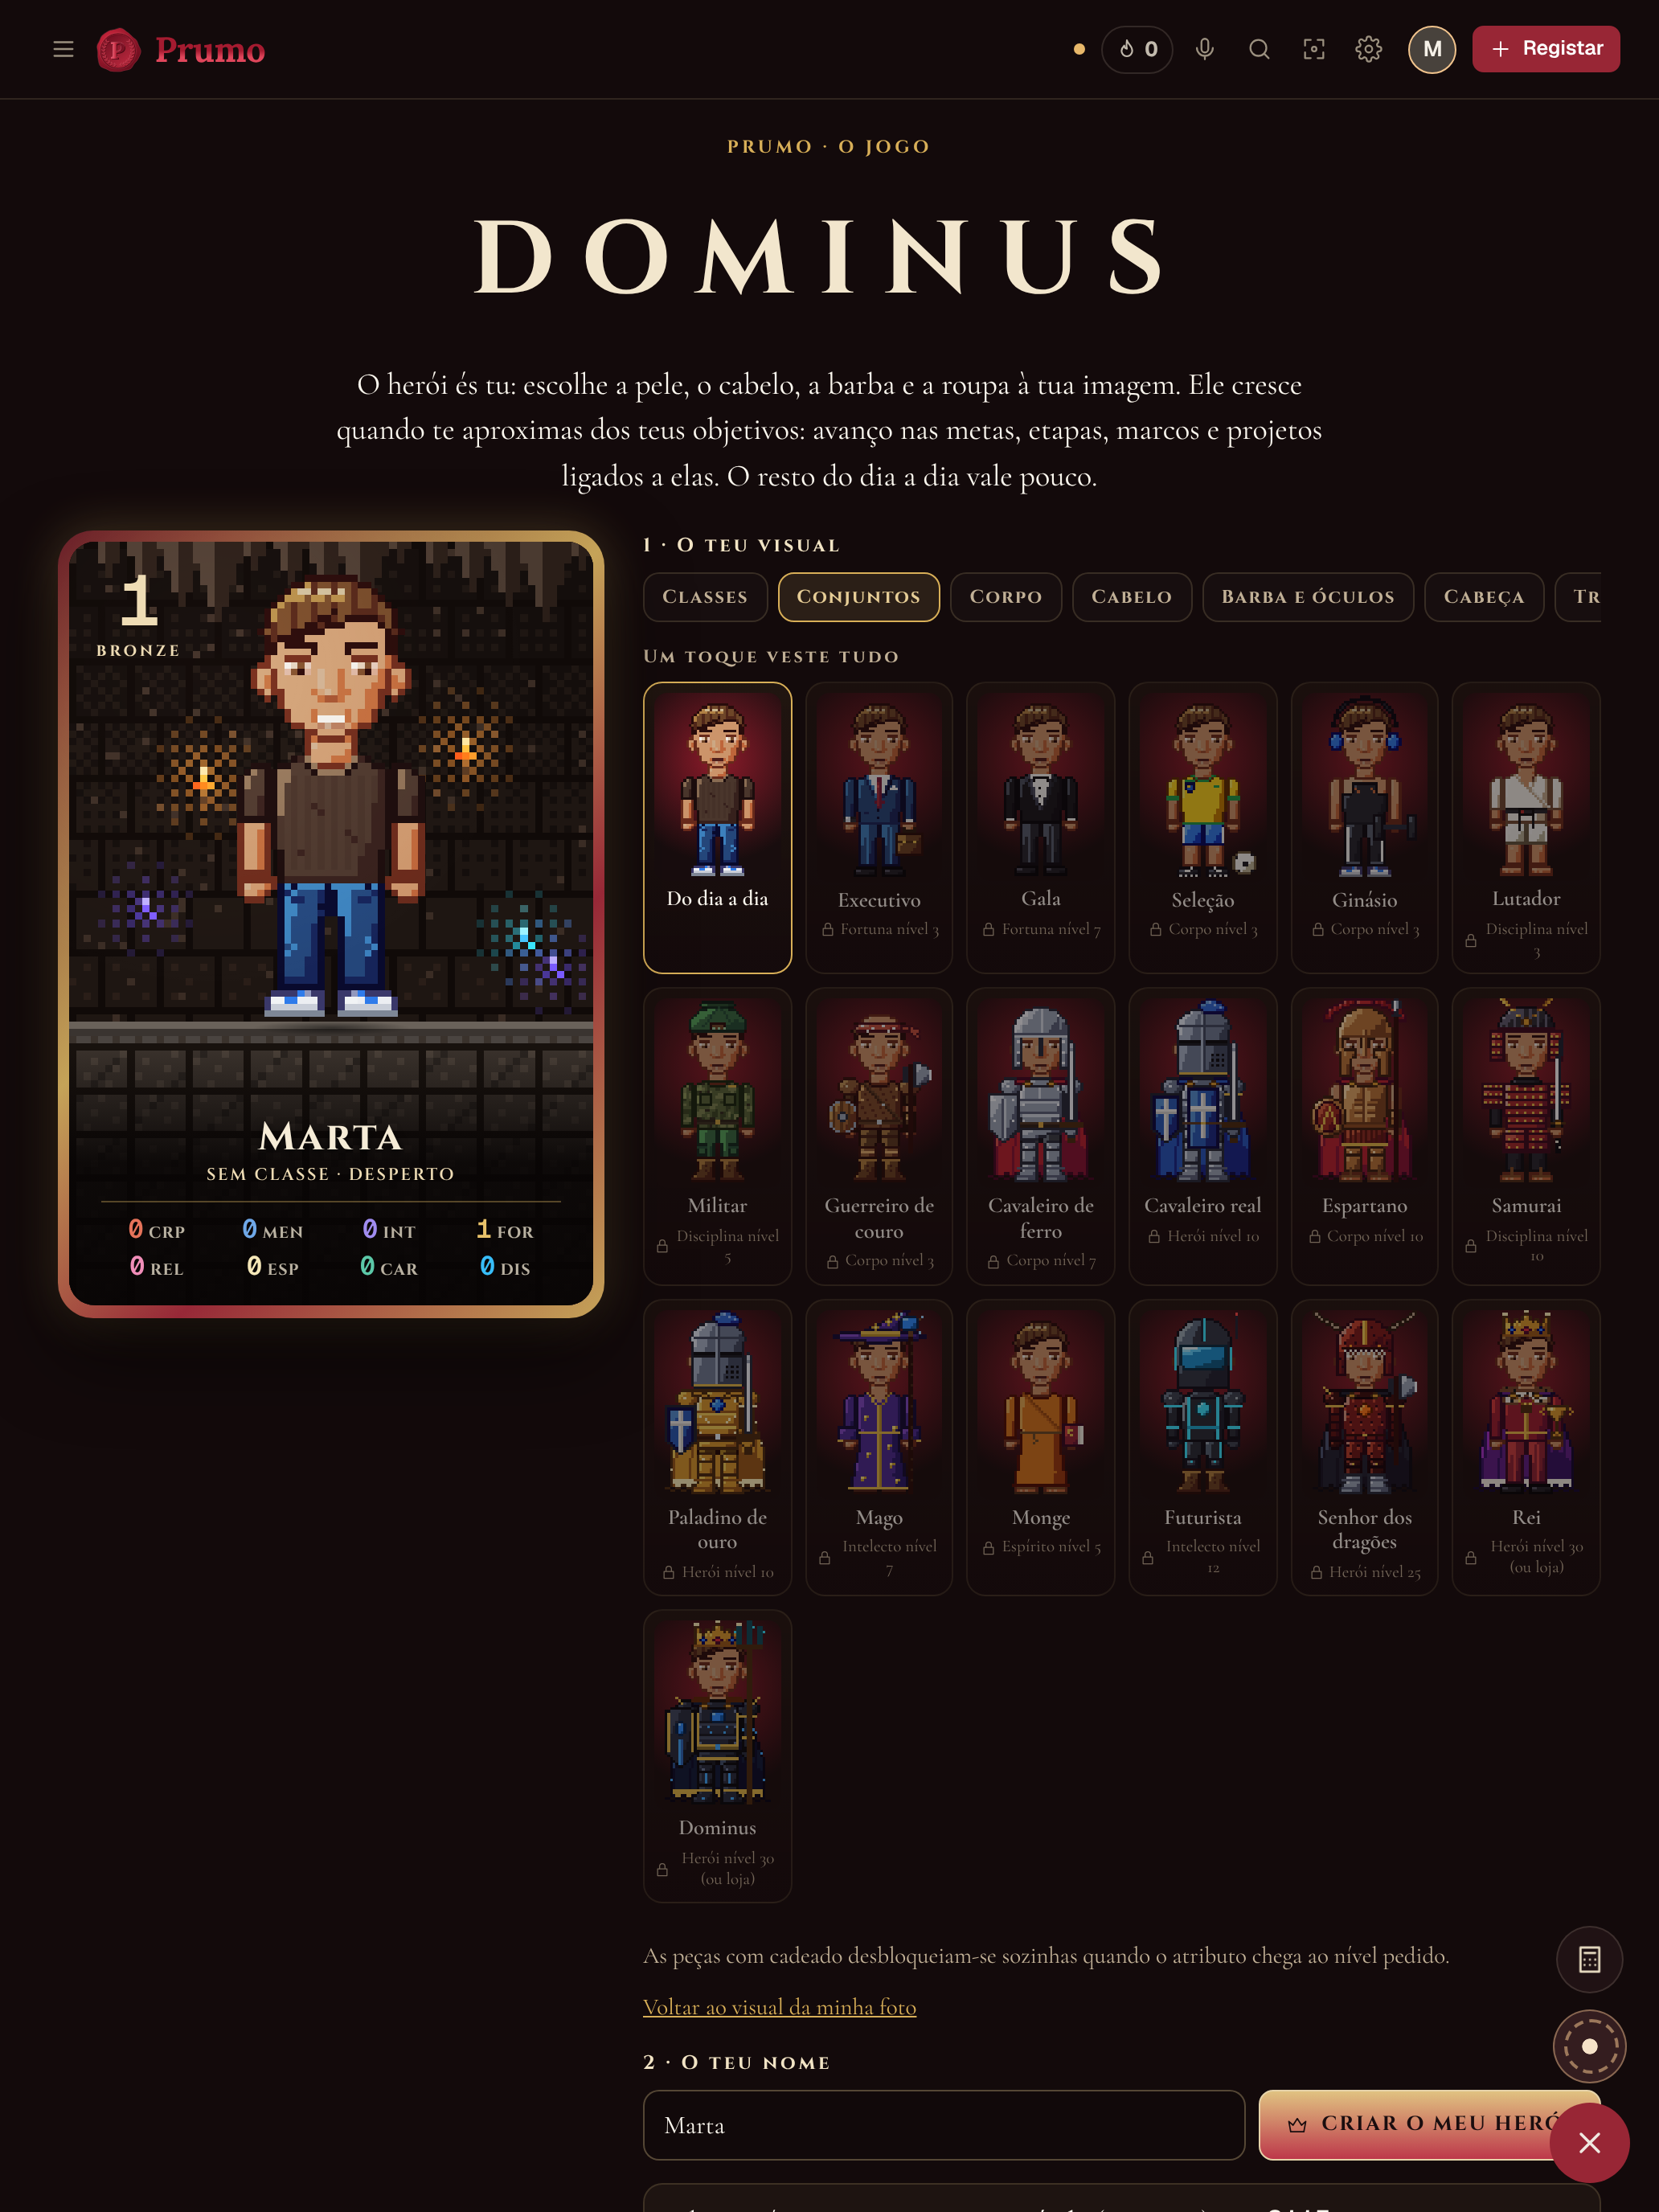 Prumo
0
M
+ Registar
PRUMO · O JOGO
DOMINUS
O herói és tu: escolhe a pele, o cabelo, a barba e a roupa à tua imagem. Ele cresce
quando te aproximas dos teus objetivos: avanço nas metas, etapas, marcos e projetos
ligados a elas. O resto do dia a dia vale pouco.
1
BRONZE
MARTA
SEM CLASSE · DESPERTO
0 CRP 0 MEN 0 INT 1 FOR
0 REL 0 ESP 0 CAR 0 DIS
1 · O TEU VISUAL
CLASSES CONJUNTOS CORPO CABELO BARBA E ÓCULOS CABEÇA TR
UM TOQUE VESTE TUDO
Do dia a dia
Executivo
Fortuna nível 3
Gala
Fortuna nível 7
Seleção
Corpo nível 3
Ginásio
Corpo nível 3
Lutador
Disciplina nível
3
Militar
Disciplina nível
5
Guerreiro de
couro
Corpo nível 3
Cavaleiro de
ferro
Corpo nível 7
Cavaleiro real
Herói nível 10
Espartano
Corpo nível 10
Samurai
Disciplina nível
10
Paladino de
ouro
Herói nível 10
Mago
Intelecto nível
7
Monge
Espírito nível 5
Futurista
Intelecto nível
12
Senhor dos
dragões
Herói nível 25
Rei
Herói nível 30
(ou loja)
Dominus
Herói nível 30
(ou loja)
As peças com cadeado desbloqueiam-se sozinhas quando o atributo chega ao nível pedido.
Voltar ao visual da minha foto
2 · O TEU NOME
Marta
CRIAR O MEU HERÓ